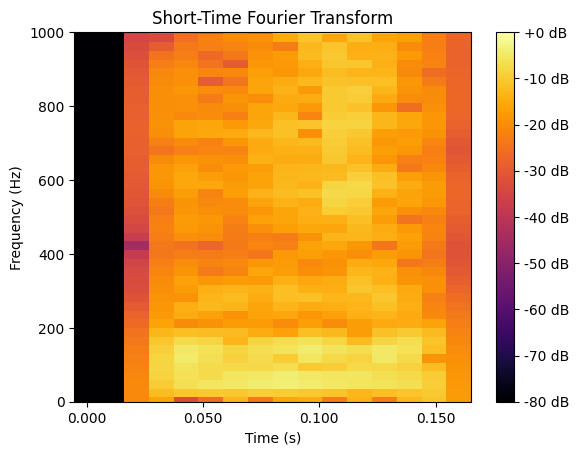 Short-Time Fourier Transform
1000
800
600
400
200
0
Frequency (Hz)
0.000
0.050
0.100
0.150
Time (s)
+0 dB
-10 dB
-20 dB
-30 dB
-40 dB
-50 dB
-60 dB
-70 dB
-80 dB